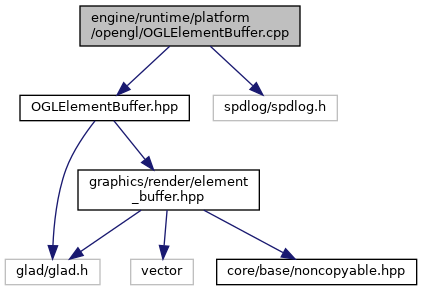 engine/runtime/platform
/opengl/OGLElementBuffer.cpp
OGLElementBuffer.hpp
spdlog/spdlog.h
graphics/render/element
_buffer.hpp
glad/glad.h
vector
core/base/noncopyable.hpp